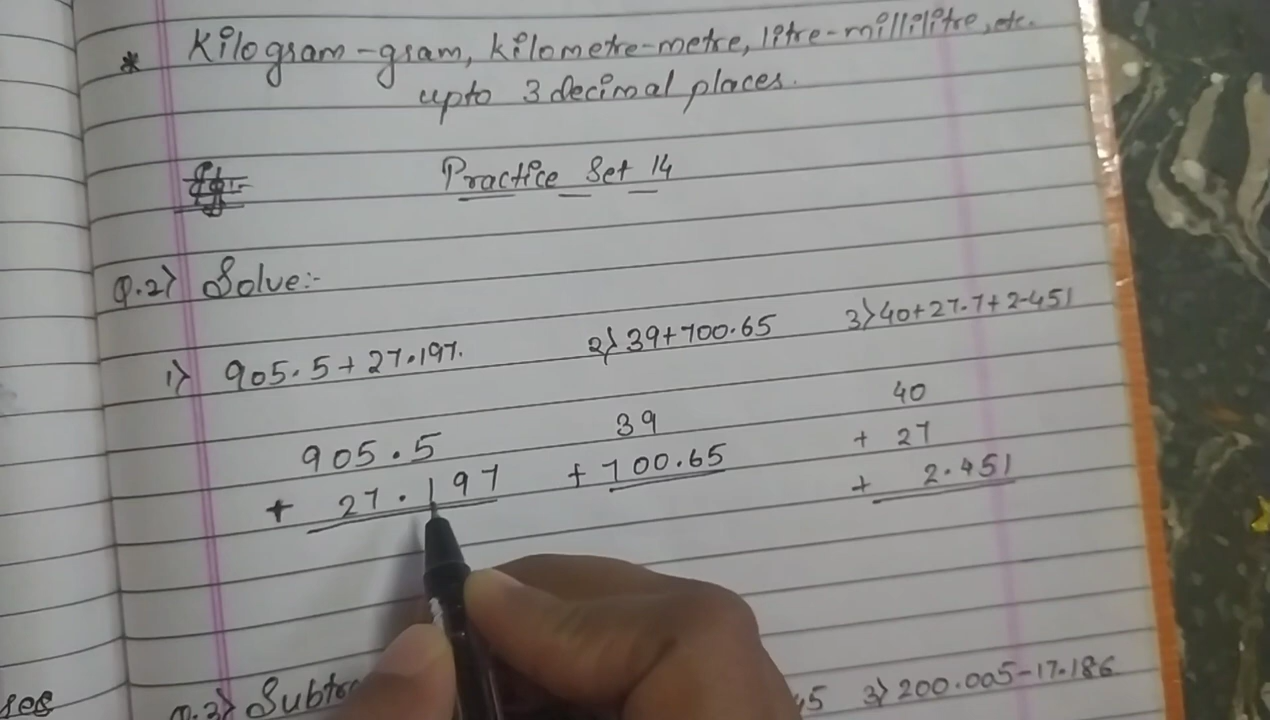 * Kilogram-gram, kilometre-metre, litre-millilitre, etc.
upto 3 decimal places.
Practice Set 14
Q.2) Solve:-
1) 905.5+27.197. 2) 39+700.65 3) 40+27.7+2.451
905.5 39 40
+ 27.197 + 700.65 + 27
+ 2.451
3) 200.005-17.186